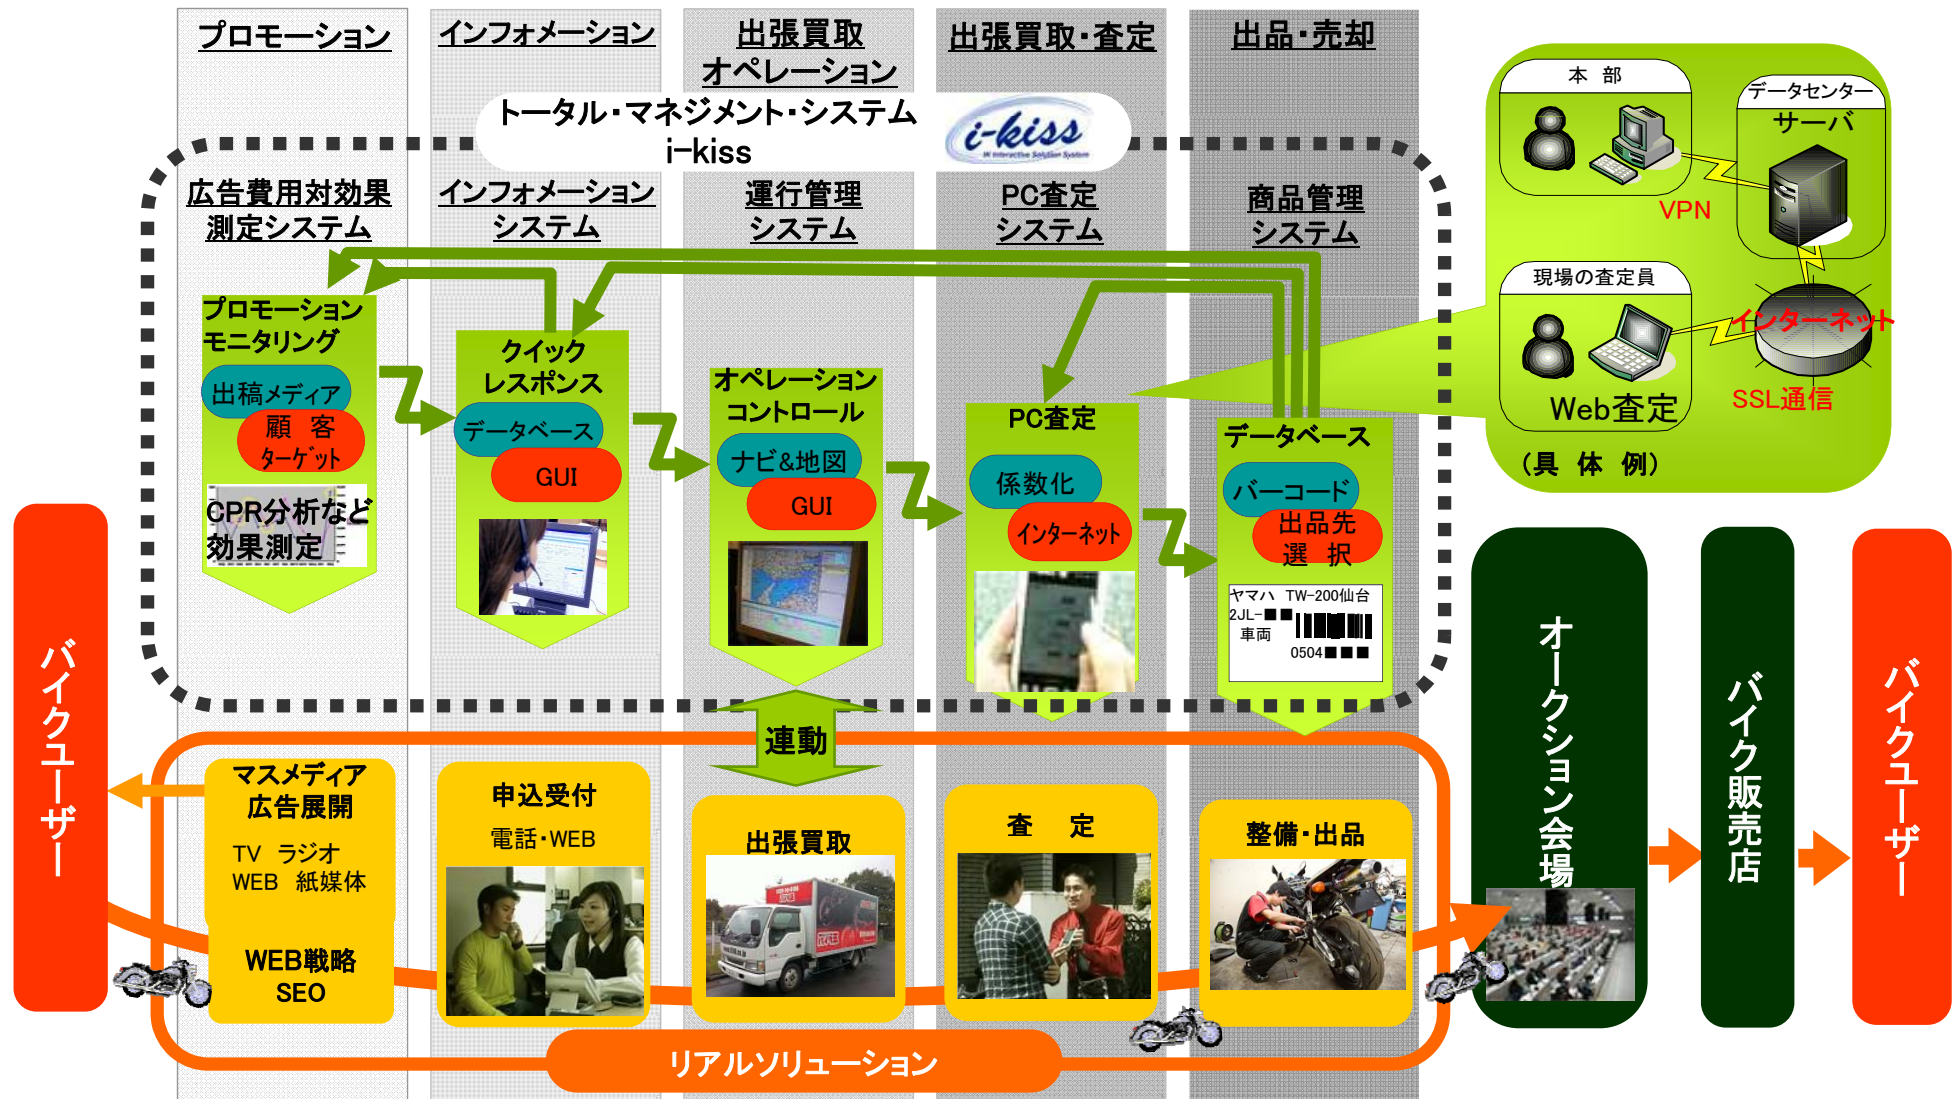 プロモーション
インフォメーション
出張買取
オペレーション
出張買取・査定
出品・売却
トータル・マネジメント・システム
i-kiss
i-kiss
IK Interactive Solution System
広告費用対効果
測定システム
インフォメーション
システム
運行管理
システム
PC査定
システム
商品管理
システム
プロモーション
モニタリング
出稿メディア
顧 客
ターゲット
CPR分析など
効果測定
クイック
レスポンス
データベース
GUI
オペレーション
コントロール
ナビ&地図
GUI
PC査定
係数化
インターネット
データベース
バーコード
出品先
選 択
ヤマハ TW-200仙台
2JL-■■
車両
0504■■■
本 部
データセンター
サーバ
VPN
現場の査定員
インターネット
Web査定
SSL通信
(具 体 例)
連動
バイクユーザー
マスメディア
広告展開
TV ラジオ
WEB 紙媒体
WEB戦略
SEO
申込受付
電話・WEB
出張買取
査 定
整備・出品
リアルソリューション
オークション会場
バイク販売店
バイクユーザー